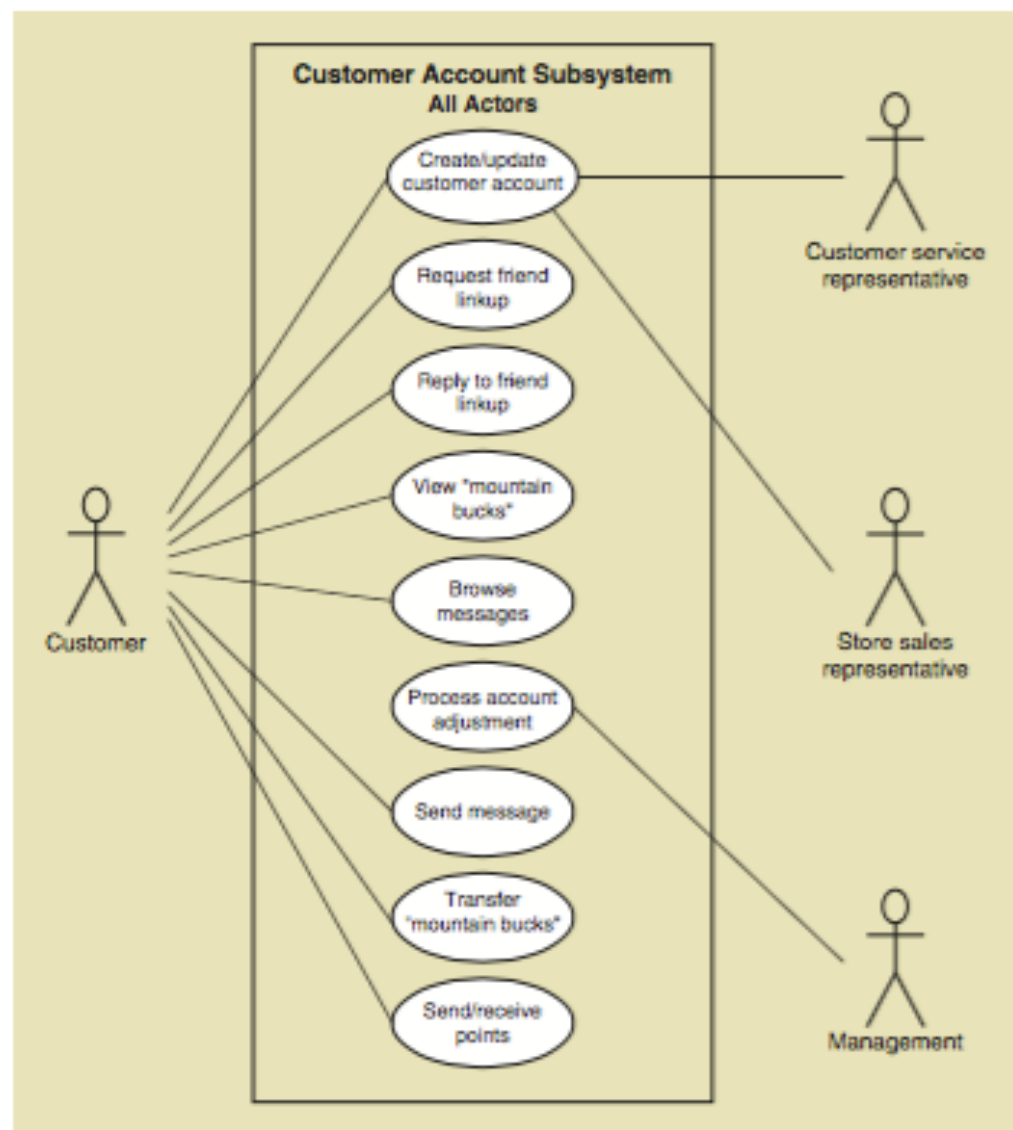 Customer Account Subsystem
All Actors
Create/update
customer account
Request friend
linkup
Reply to friend
linkup
View "mountain
bucks"
Browse
messages
Process account
adjustment
Send message
Transfer
"mountain bucks"
Send/receive
points
Customer
Customer service
representative
Store sales
representative
Management